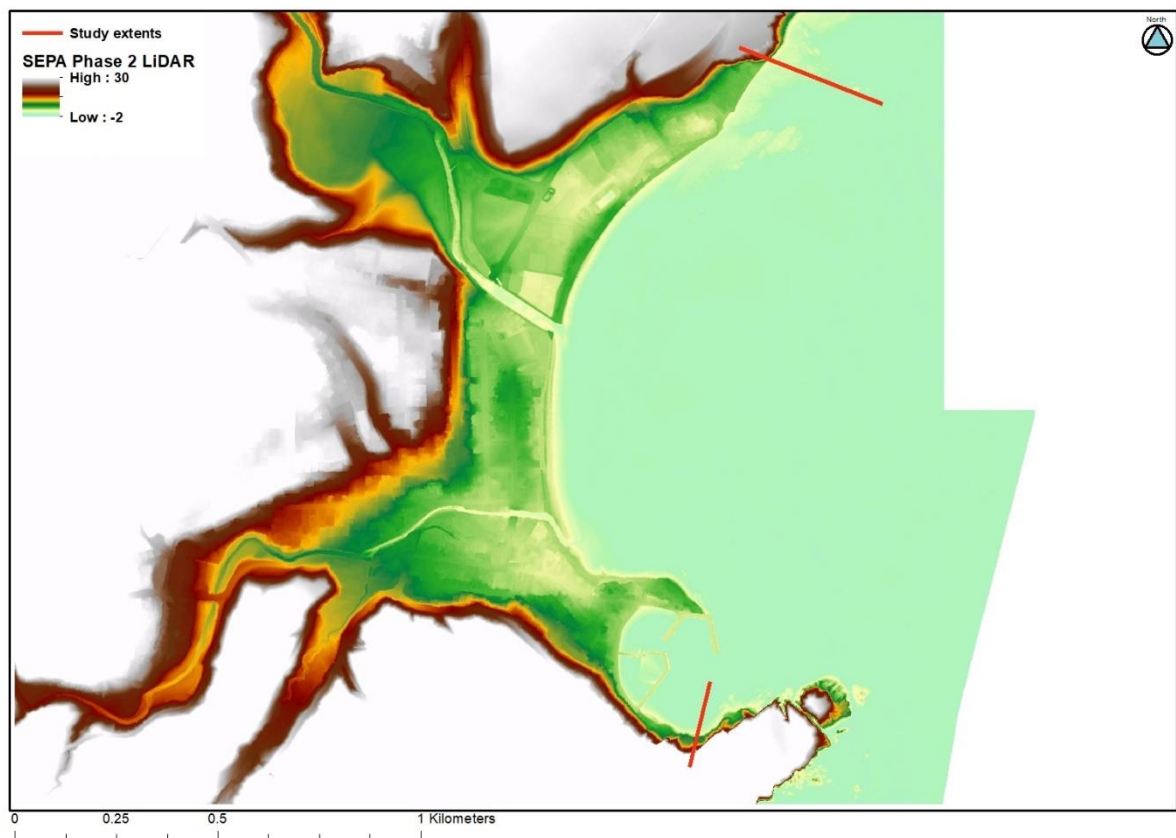 Study extents
SEPA Phase 2 LiDAR
High : 30
Low : -2
North
0 0.25 0.5 1 Kilometers